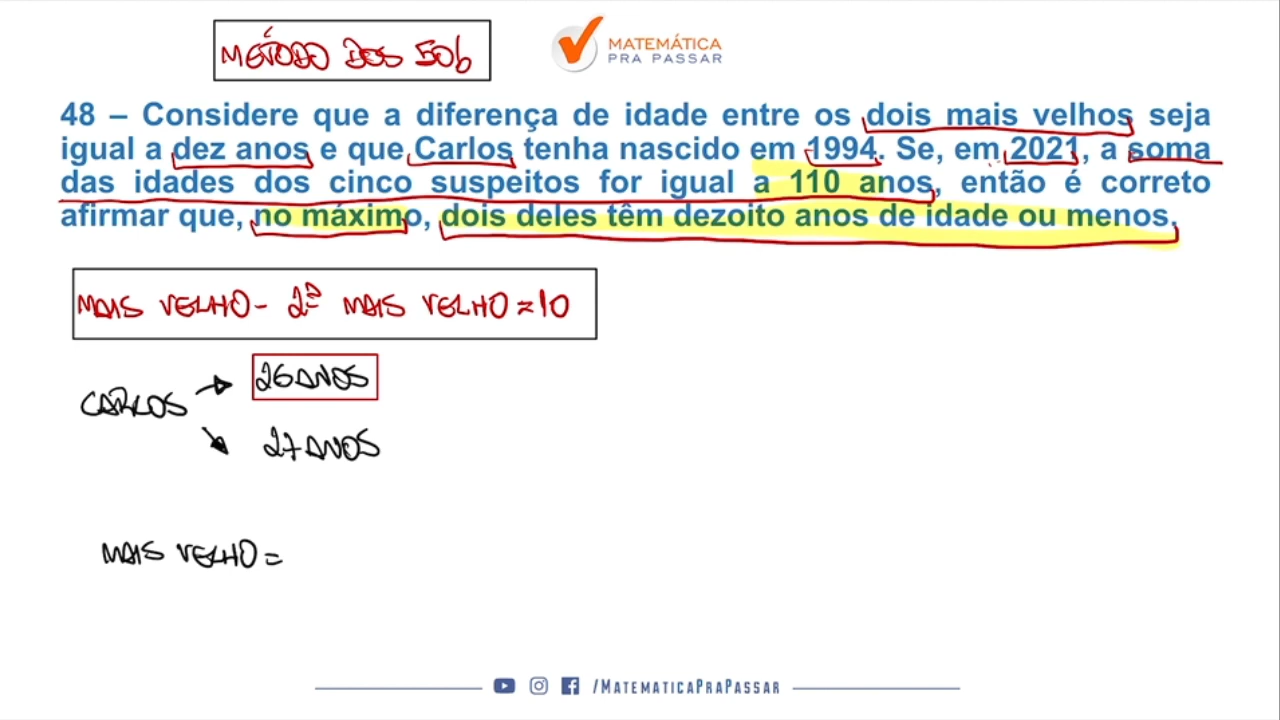 MÉTODO DOS 50b
MATEMÁTICA
PRA PASSAR
48 – Considere que a diferença de idade entre os dois mais velhos seja
igual a dez anos e que Carlos tenha nascido em 1994. Se, em 2021, a soma
das idades dos cinco suspeitos for igual a 110 anos, então é correto
afirmar que, no máximo, dois deles têm dezoito anos de idade ou menos.
MAIS VELHO - 2º MAIS VELHO = 10
26 ANOS
CARLOS
27 ANOS
MAIS VELHO =
/MATEMATICAPRAPASSAR